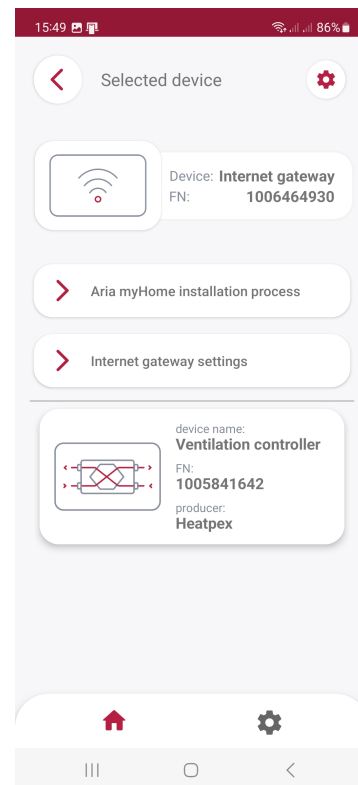 15:49 86%
Selected device
Device: Internet gateway
FN: 1006464930
Aria myHome installation process
Internet gateway settings
device name:
Ventilation controller
FN:
1005841642
producer:
Heatpex